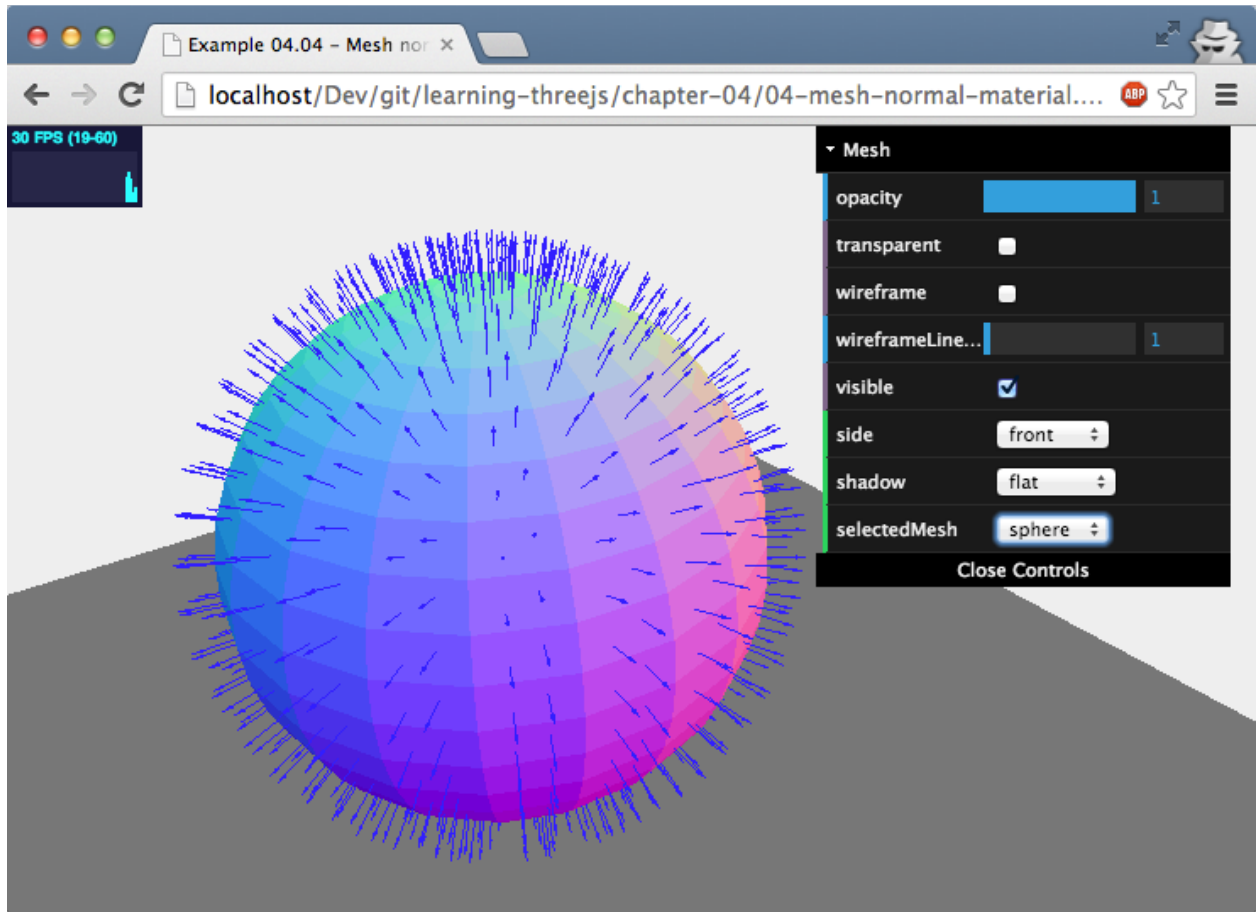 Example 04.04 - Mesh nor
localhost/Dev/git/learning-threejs/chapter-04/04-mesh-normal-material....
ABP
30 FPS (19-60)
Mesh
opacity 1
transparent
wireframe
wireframeLine... 1
visible
side front
shadow flat
selectedMesh sphere
Close Controls